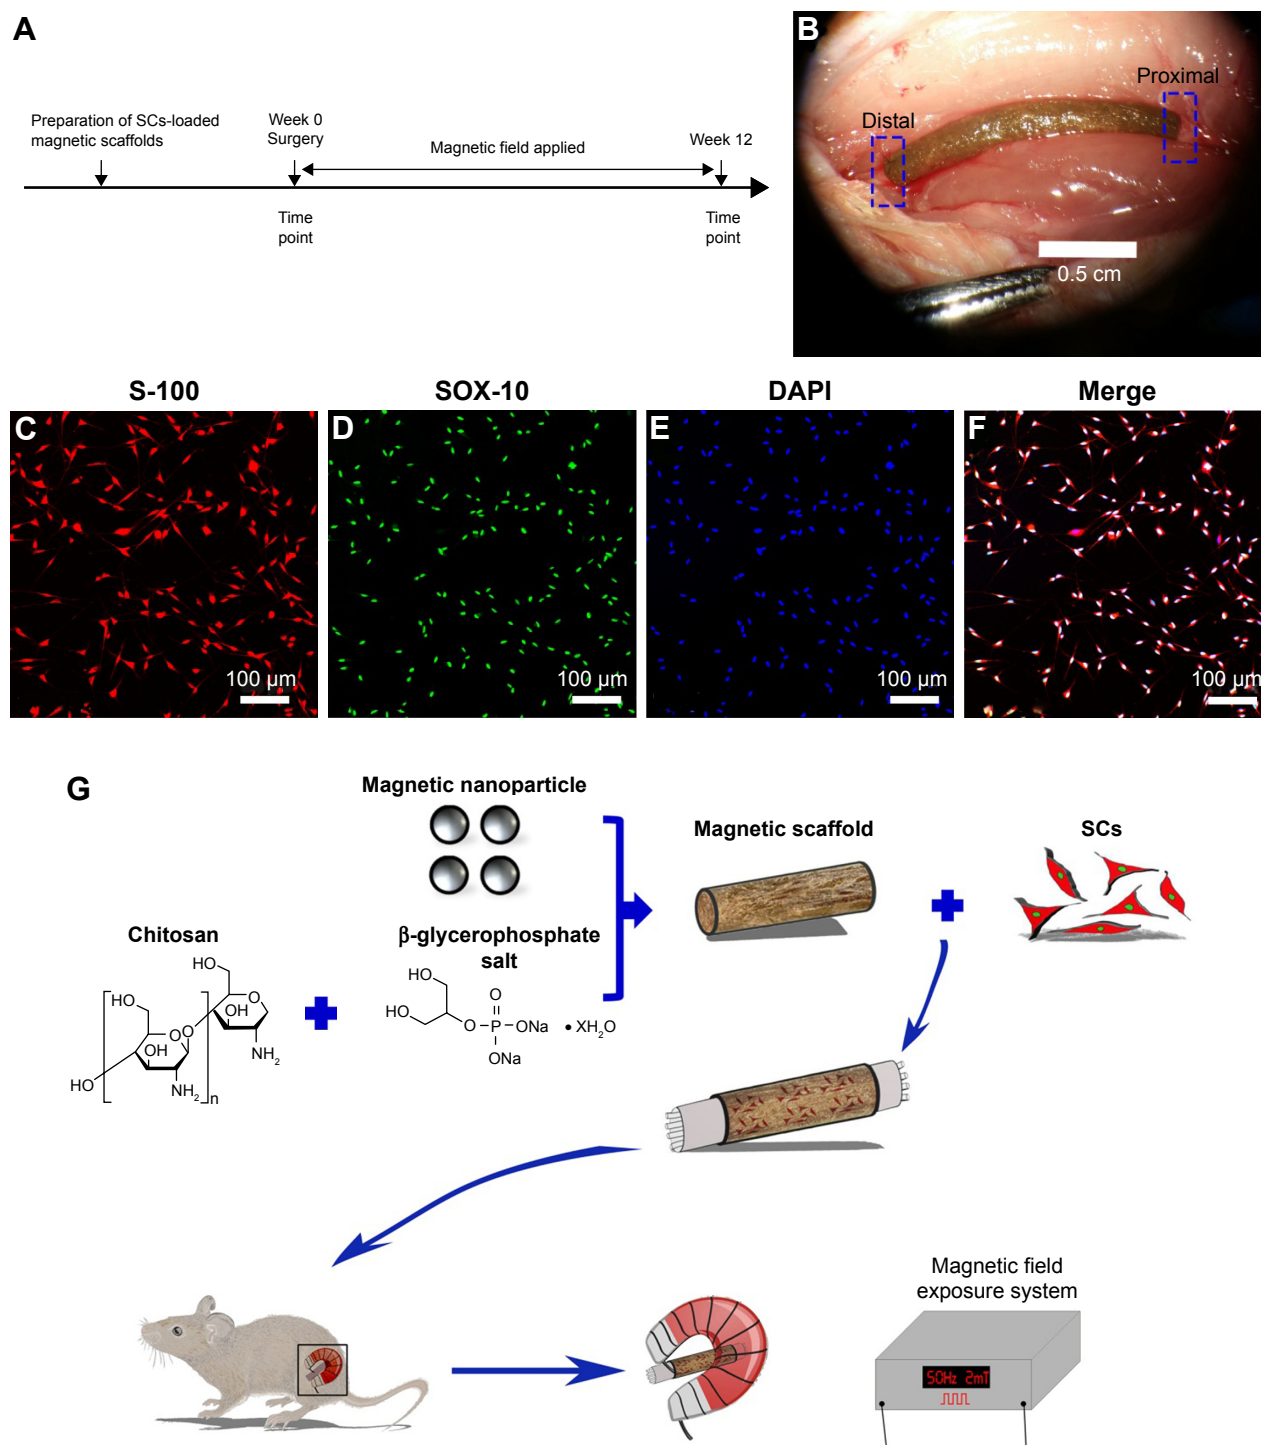 A
Preparation of SCs-loaded
magnetic scaffolds
Week 0
Surgery
Magnetic field applied
Week 12
Time
point
Time
point
B
Proximal
Distal
0.5 cm
S-100
SOX-10
DAPI
Merge
C
D
E
F
100 µm
100 µm
100 µm
100 µm
G
Magnetic nanoparticle
Magnetic scaffold
SCs
Chitosan
β-glycerophosphate
salt
HO
HO
O
OH
NH2
O
O
OH
HO
NH2
n
HO
HO
O
O
P
ONa
ONa
• XH2O
Magnetic field
exposure system
50Hz 2mT